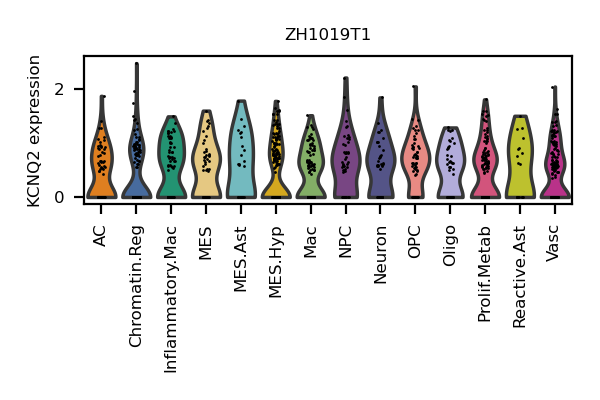 ZH1019T1
KCNQ2 expression
2
0
AC
Chromatin.Reg
Inflammatory.Mac
MES
MES.Ast
MES.Hyp
Mac
NPC
Neuron
OPC
Oligo
Prolif.Metab
Reactive.Ast
Vasc